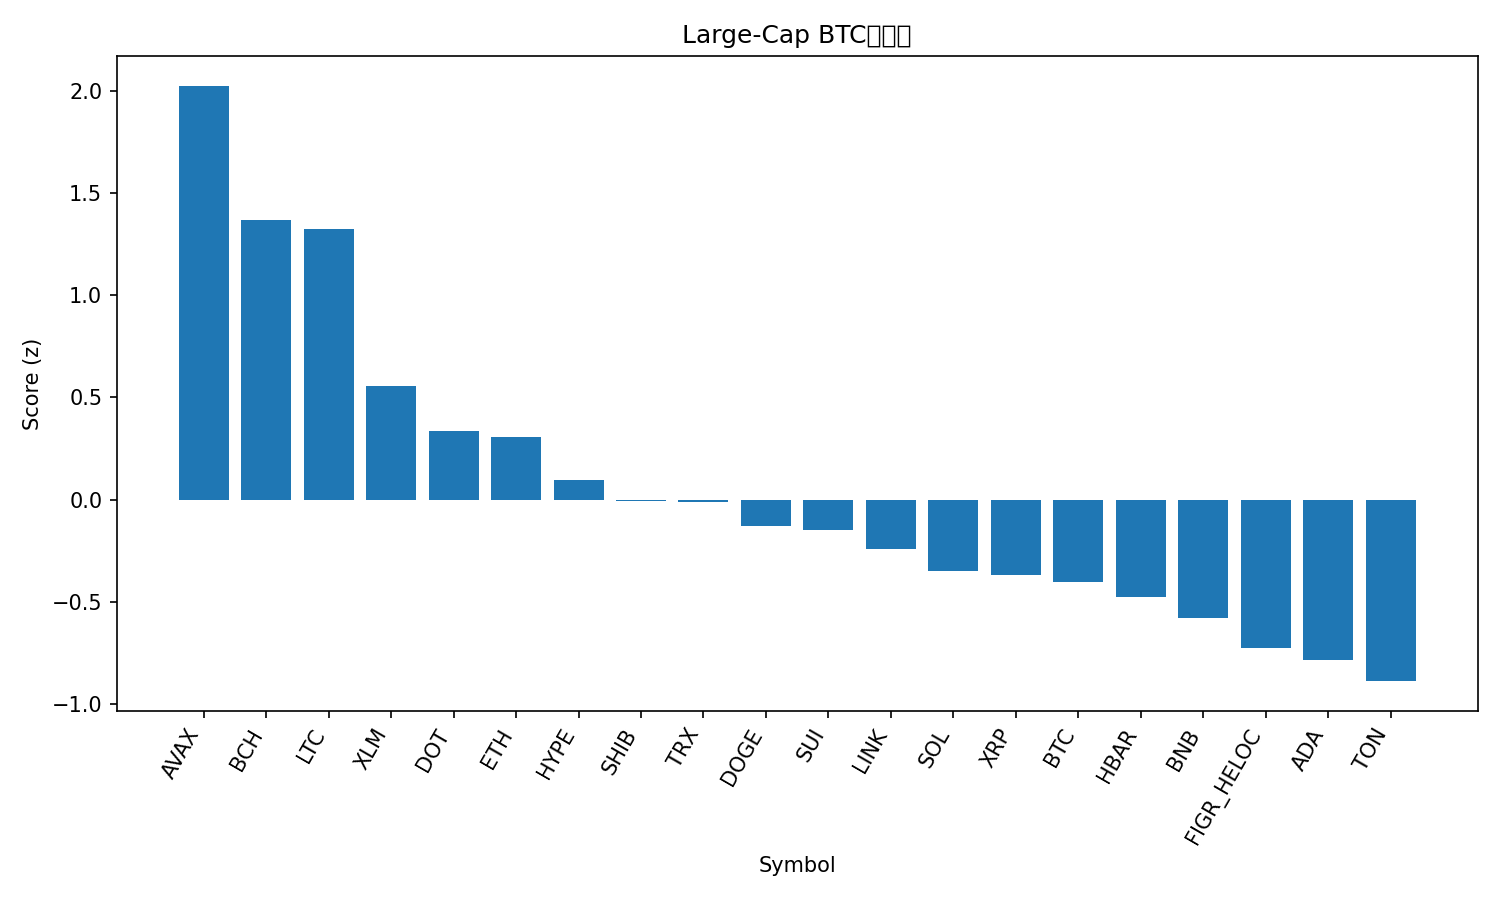 Large-Cap BTC
Score (z)
2.0
1.5
1.0
0.5
0.0
−0.5
−1.0
AVAX
BCH
LTC
XLM
DOT
ETH
HYPE
SHIB
TRX
DOGE
SUI
LINK
SOL
XRP
BTC
HBAR
BNB
FIGR_HELOC
ADA
TON
Symbol